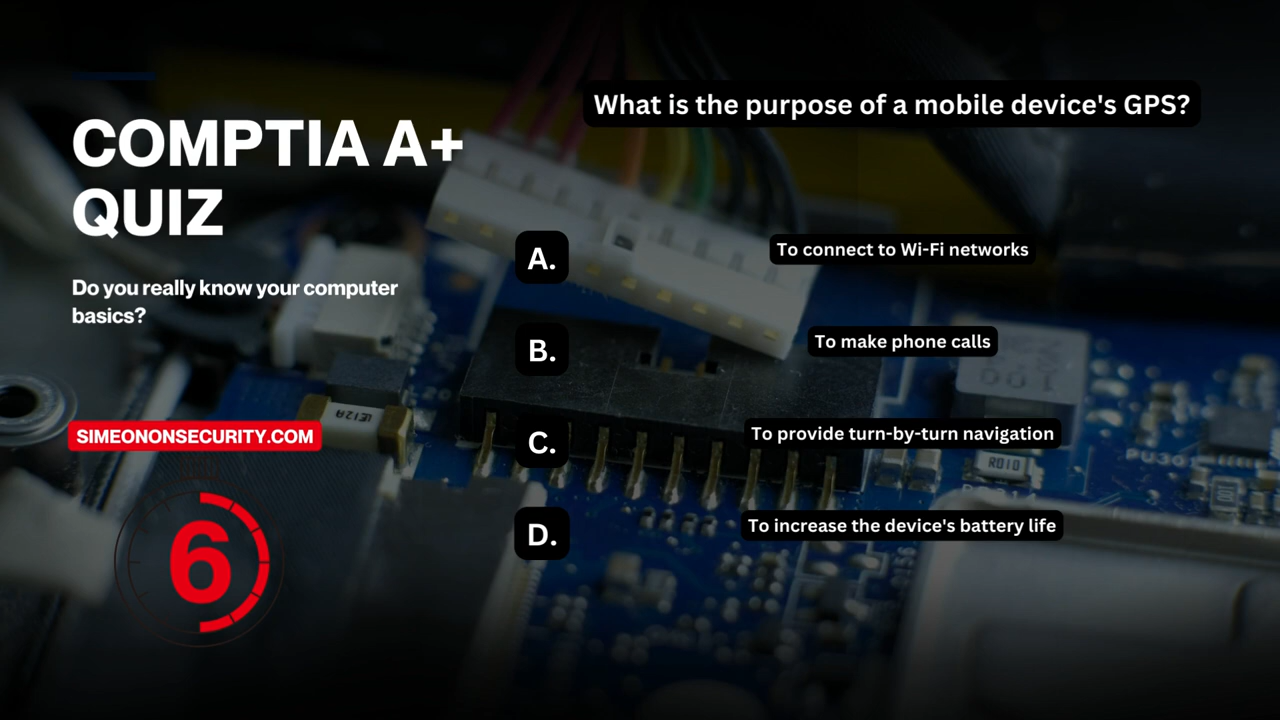 COMPTIA A+
QUIZ
Do you really know your computer
basics?
SIMEONONSECURITY.COM
6
What is the purpose of a mobile device's GPS?
A.
To connect to Wi-Fi networks
B.
To make phone calls
C.
To provide turn-by-turn navigation
D.
To increase the device's battery life
R010
PU301